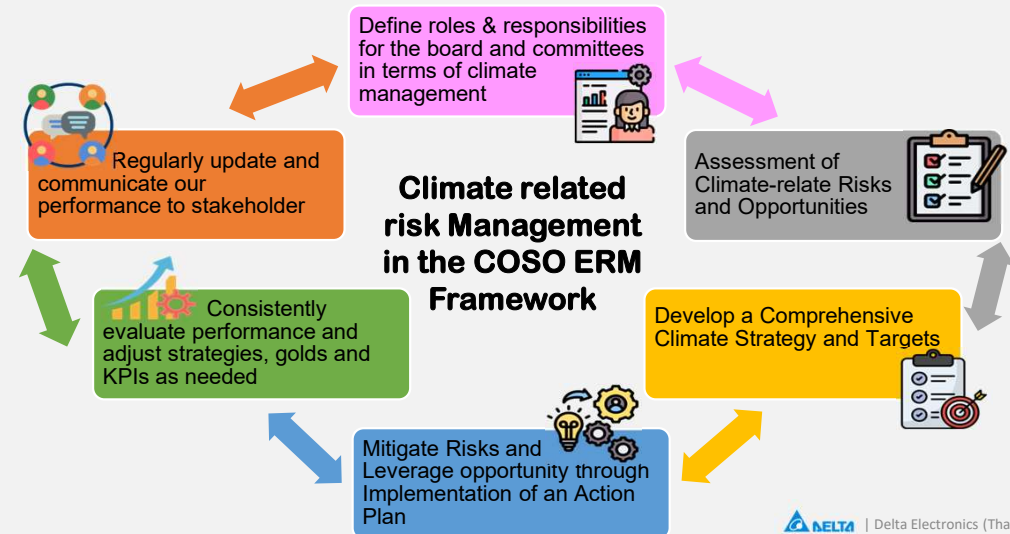 Define roles & responsibilities
for the board and committees
in terms of climate
management
Assessment of
Climate-relate Risks
and Opportunities
Develop a Comprehensive
Climate Strategy and Targets
Mitigate Risks and
Leverage opportunity through
Implementation of an Action
Plan
Consistently
evaluate performance and
adjust strategies, golds and
KPIs as needed
Regularly update and
communicate our
performance to stakeholder
Climate related
risk Management
in the COSO ERM
Framework
DELTA | Delta Electronics (Tha